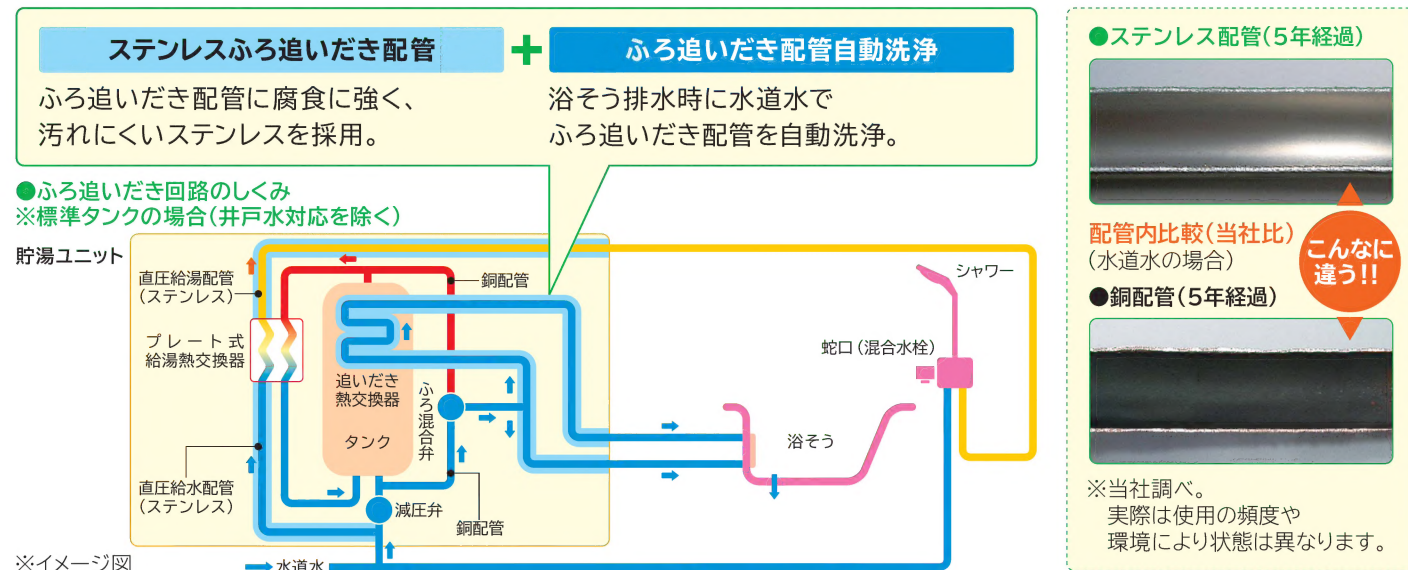 ステンレスふろ追いだき配管
+
ふろ追いだき配管自動洗浄
ふろ追いだき配管に腐食に強く、
汚れにくいステンレスを採用。
浴そう排水時に水道水で
ふろ追いだき配管を自動洗浄。
●ふろ追いだき回路のしくみ
※標準タンクの場合(井戸水対応を除く)
貯湯ユニット
直圧給湯配管
(ステンレス)
プレート式
給湯熱交換器
直圧給水配管
(ステンレス)
銅配管
追いだき
熱交換器
タンク
ふろ混合弁
減圧弁
銅配管
シャワー
蛇口(混合水栓)
浴そう
※イメージ図
水道水
●ステンレス配管(5年経過)
配管内比較(当社比)
(水道水の場合)
こんなに
違う!!
●銅配管(5年経過)
※当社調べ。
実際は使用の頻度や
環境により状態は異なります。